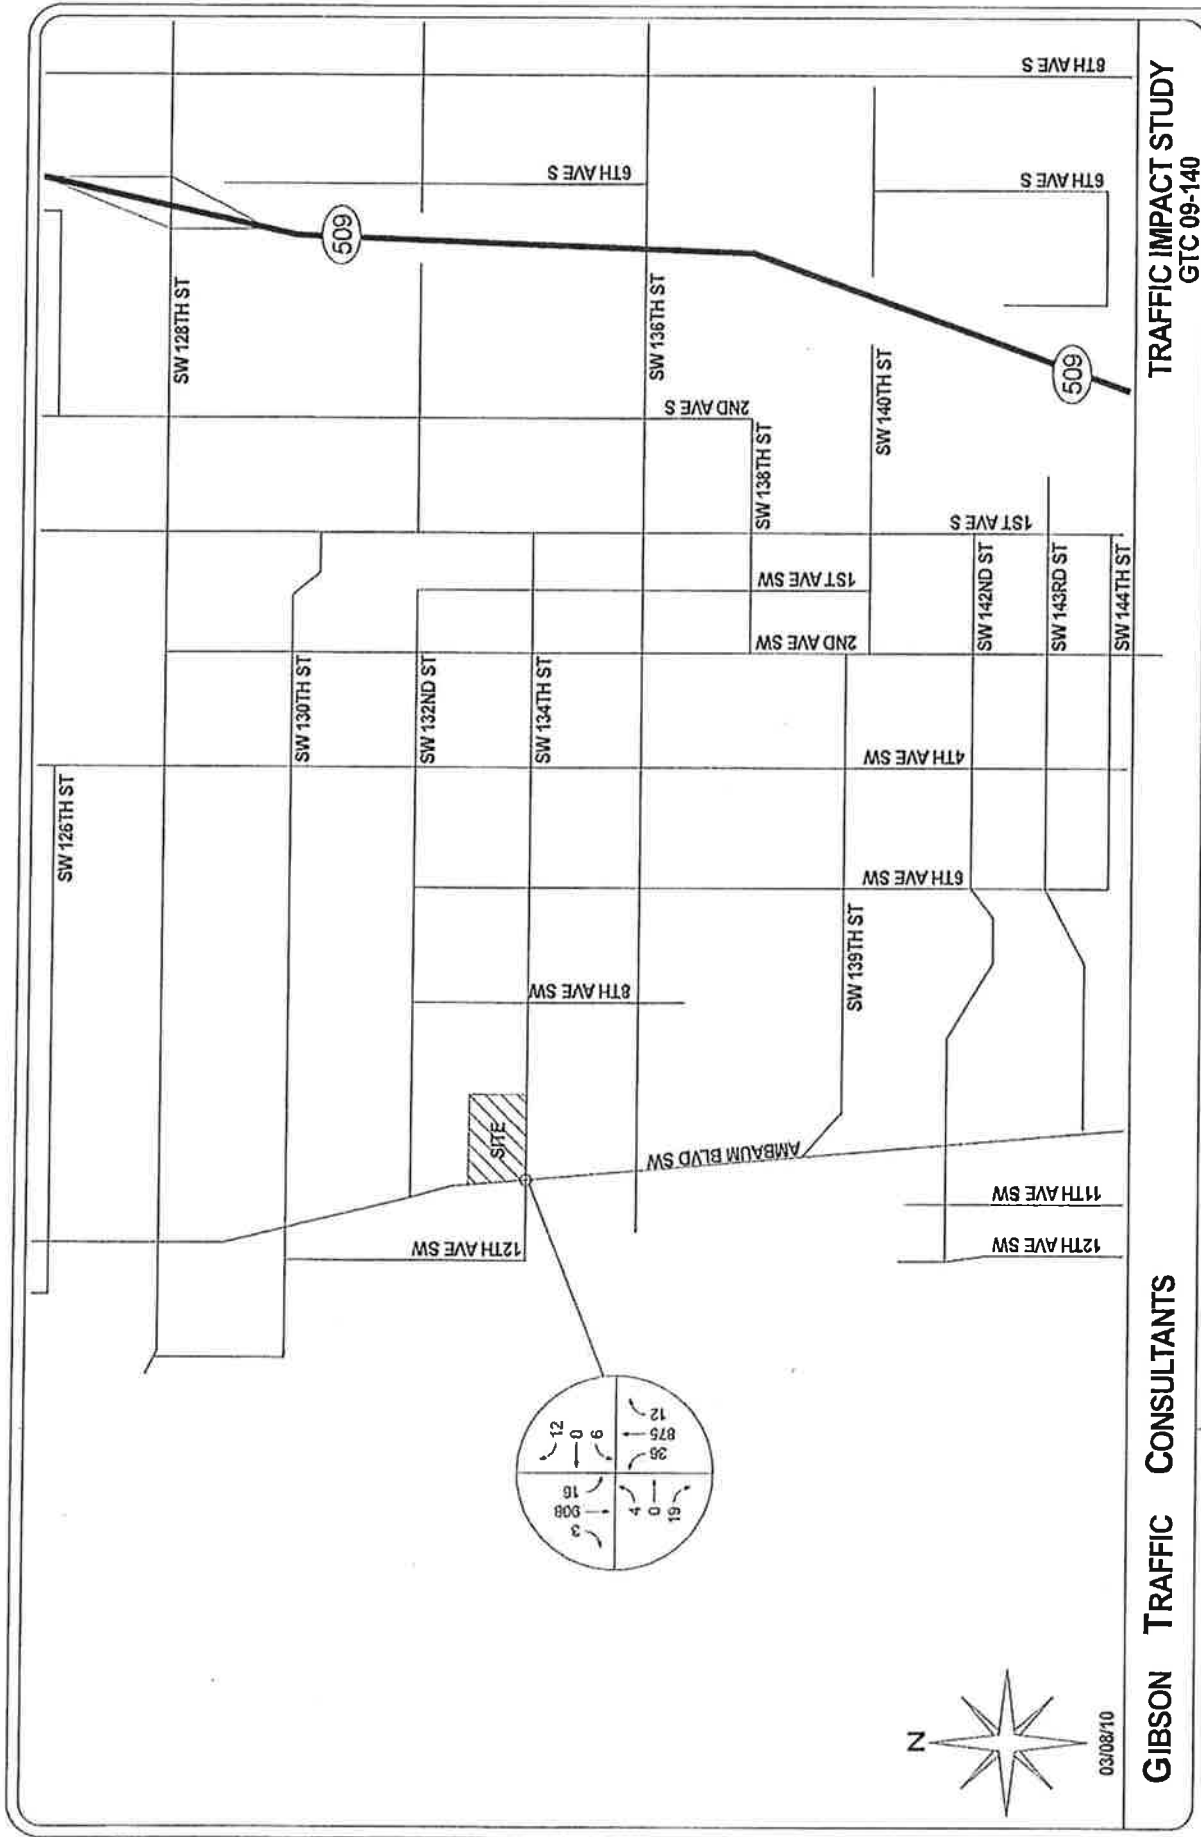 SW 126TH ST
SW 128TH ST
SW 130TH ST
SW 132ND ST
SW 134TH ST
SW 136TH ST
SW 138TH ST
SW 139TH ST
SW 140TH ST
SW 142ND ST
SW 143RD ST
SW 144TH ST
12TH AVE SW
12TH AVE SW
11TH AVE SW
AMBAUM BLVD SW
SITE
8TH AVE SW
6TH AVE SW
4TH AVE SW
2ND AVE SW
1ST AVE SW
1ST AVE S
2ND AVE S
509
509
6TH AVE S
6TH AVE S
8TH AVE S
3
908
16
12
0
6
4
0
19
36
875
12
N
03/08/10
GIBSON TRAFFIC CONSULTANTS
TRAFFIC IMPACT STUDY
GTC 09-140